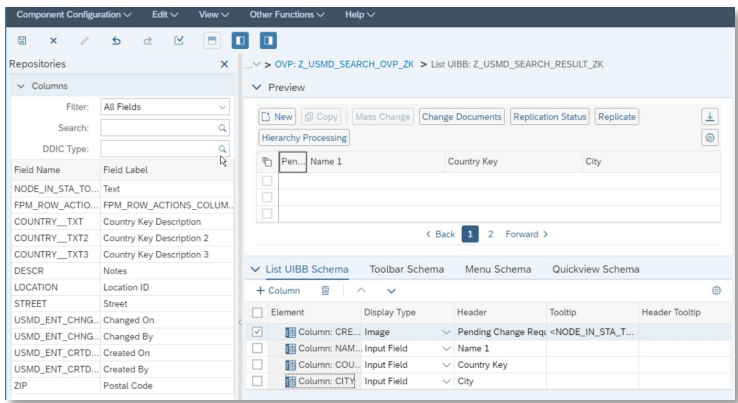 Component Configuration Edit View Other Functions Help
Repositories
...> OVP: Z_USMD_SEARCH_OVP_ZK > List UIBB: Z_USMD_SEARCH_RESULT_ZK
Columns
Filter: All Fields
Search:
DDIC Type:
Field Name Field Label
NODE_IN_STA_TO... Text
FPM_ROW_ACTIO... FPM_ROW_ACTIONS_COLUM...
COUNTRY__TXT Country Key Description
COUNTRY__TXT2 Country Key Description 2
COUNTRY__TXT3 Country Key Description 3
DESCR Notes
LOCATION Location ID
STREET Street
USMD_ENT_CHNG... Changed On
USMD_ENT_CHNG... Changed By
USMD_ENT_CRTD... Created On
USMD_ENT_CRTD... Created By
ZIP Postal Code
Preview
New Copy Mass Change Change Documents Replication Status Replicate
Hierarchy Processing
Pen... Name 1 Country Key City
< Back 1 2 Forward >
List UIBB Schema Toolbar Schema Menu Schema Quickview Schema
+ Column
Element Display Type Header Tooltip Header Tooltip
Column: CRE... Image Pending Change Requ <NODE_IN_STA_T...
Column: NAM... Input Field Name 1
Column: COU... Input Field Country Key
Column: CITY Input Field City